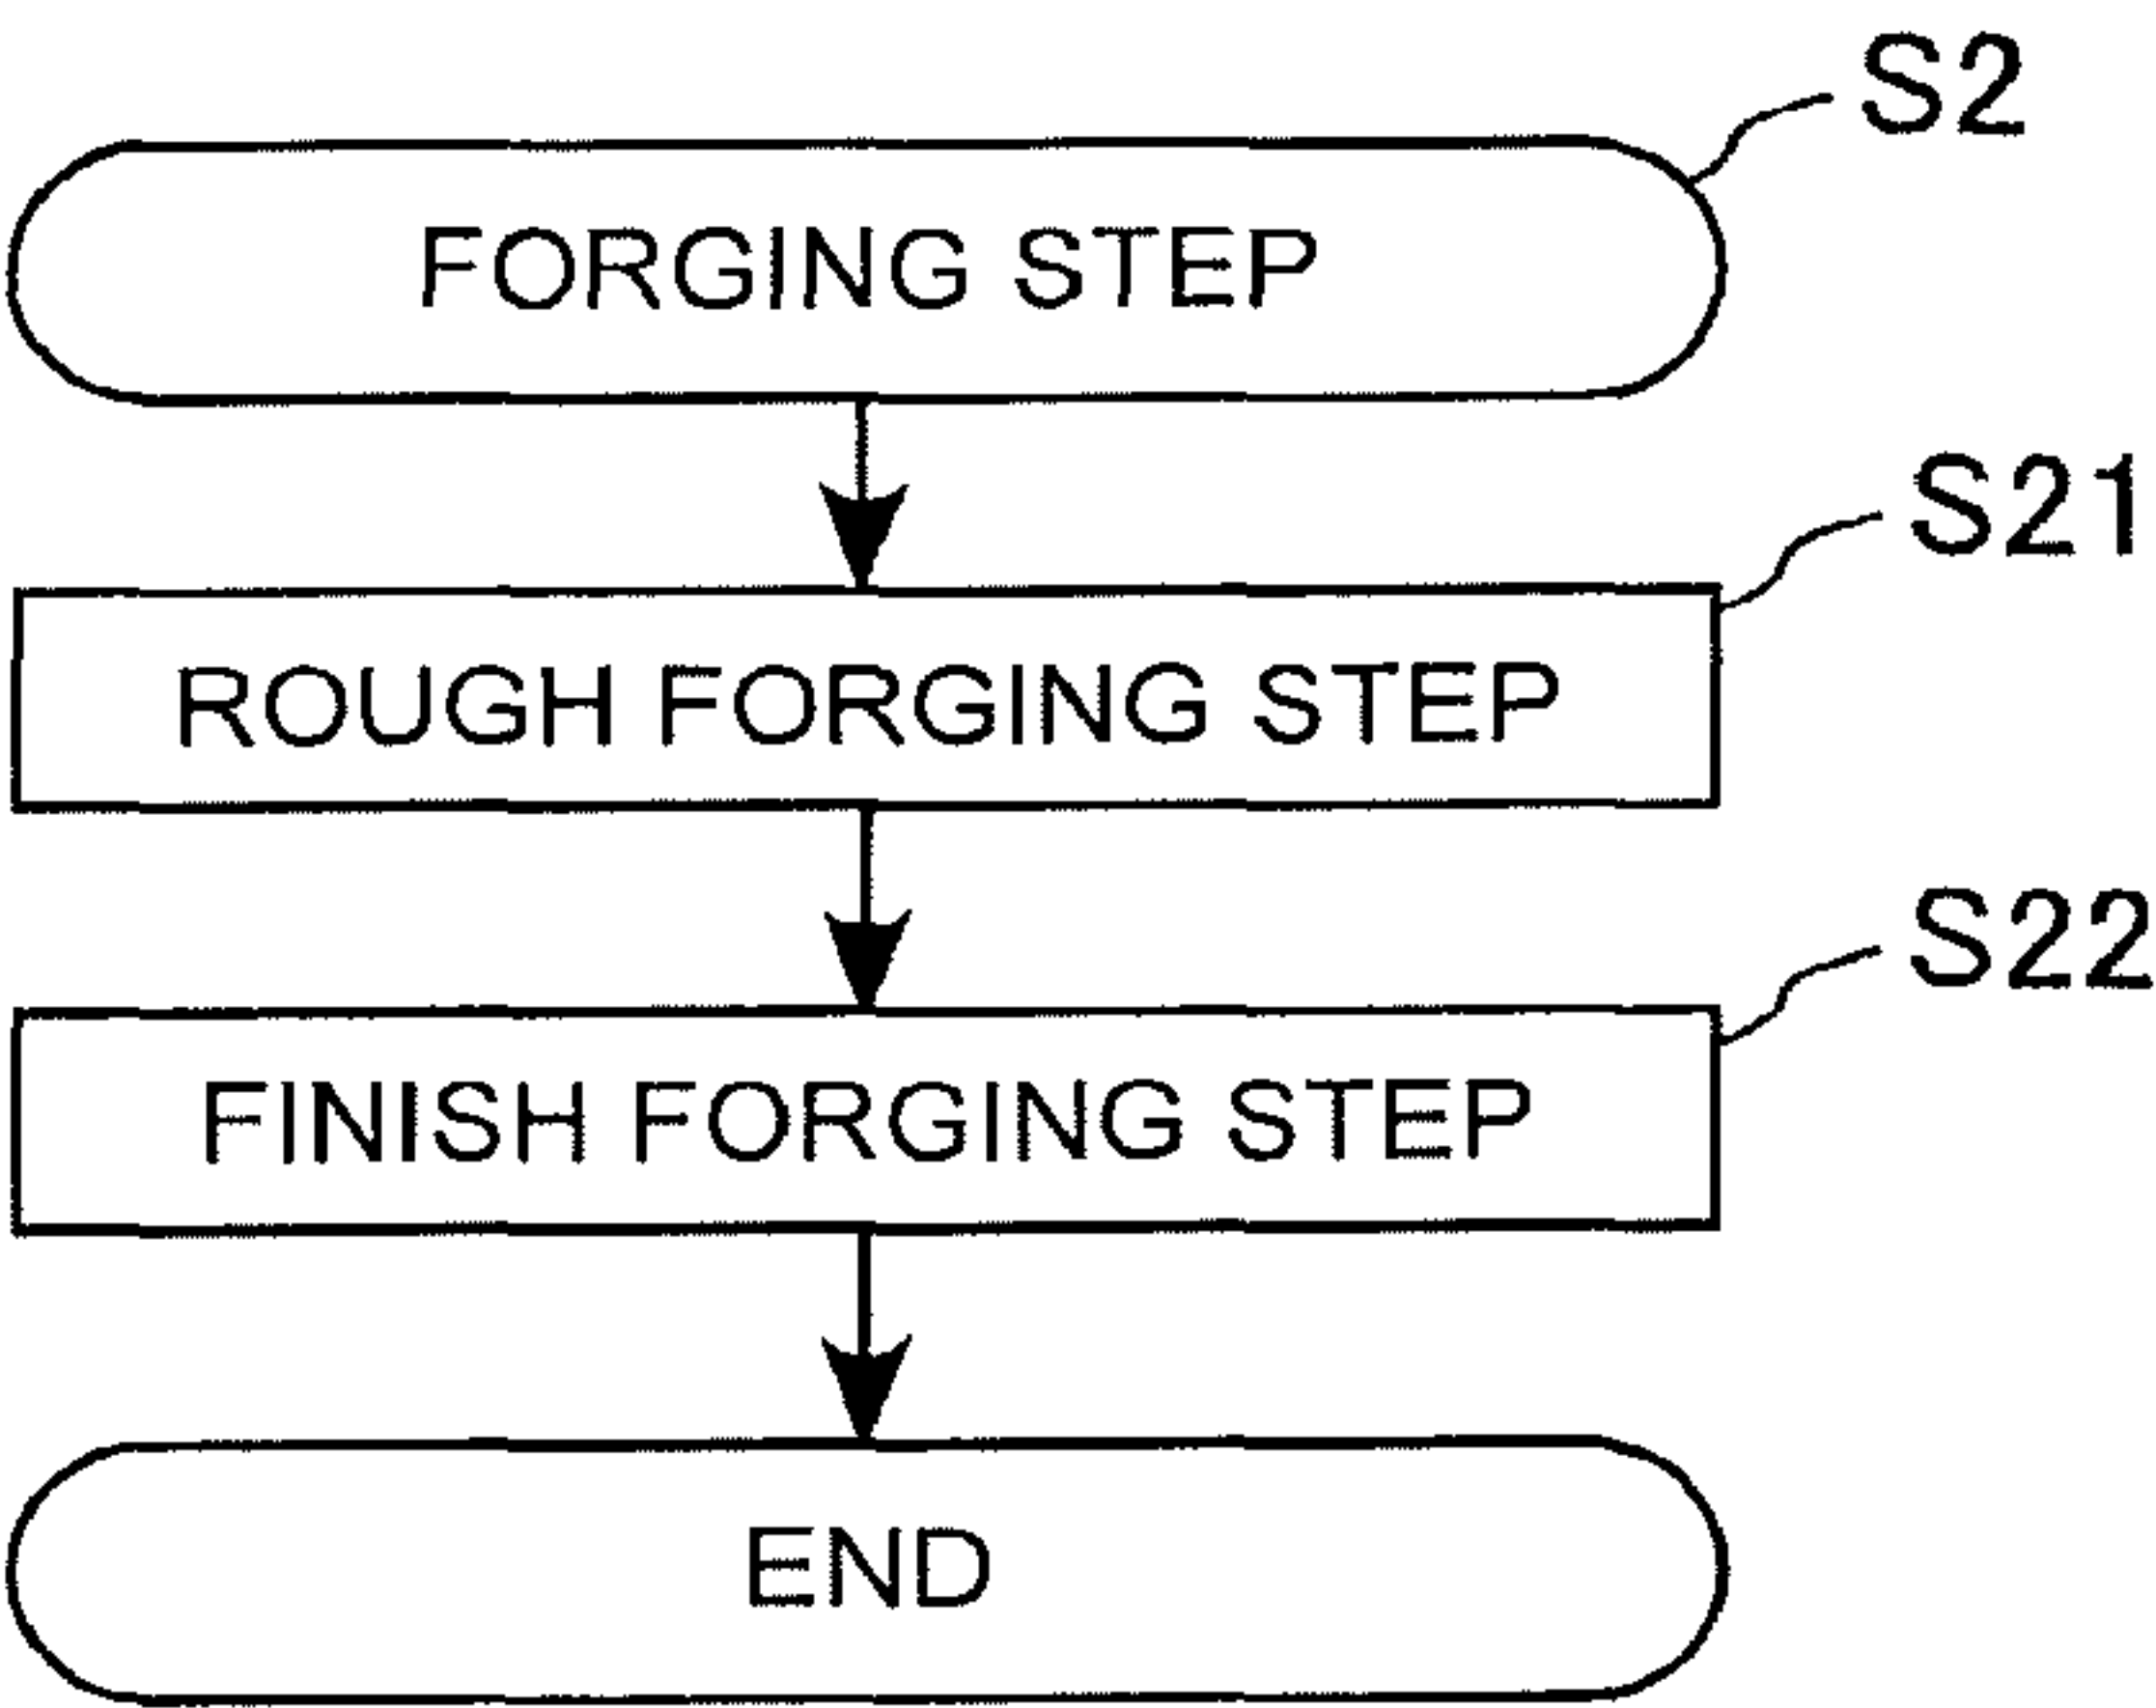 S2
FORGING STEP
S21
ROUGH FORGING STEP
S22
FINISH FORGING STEP
END